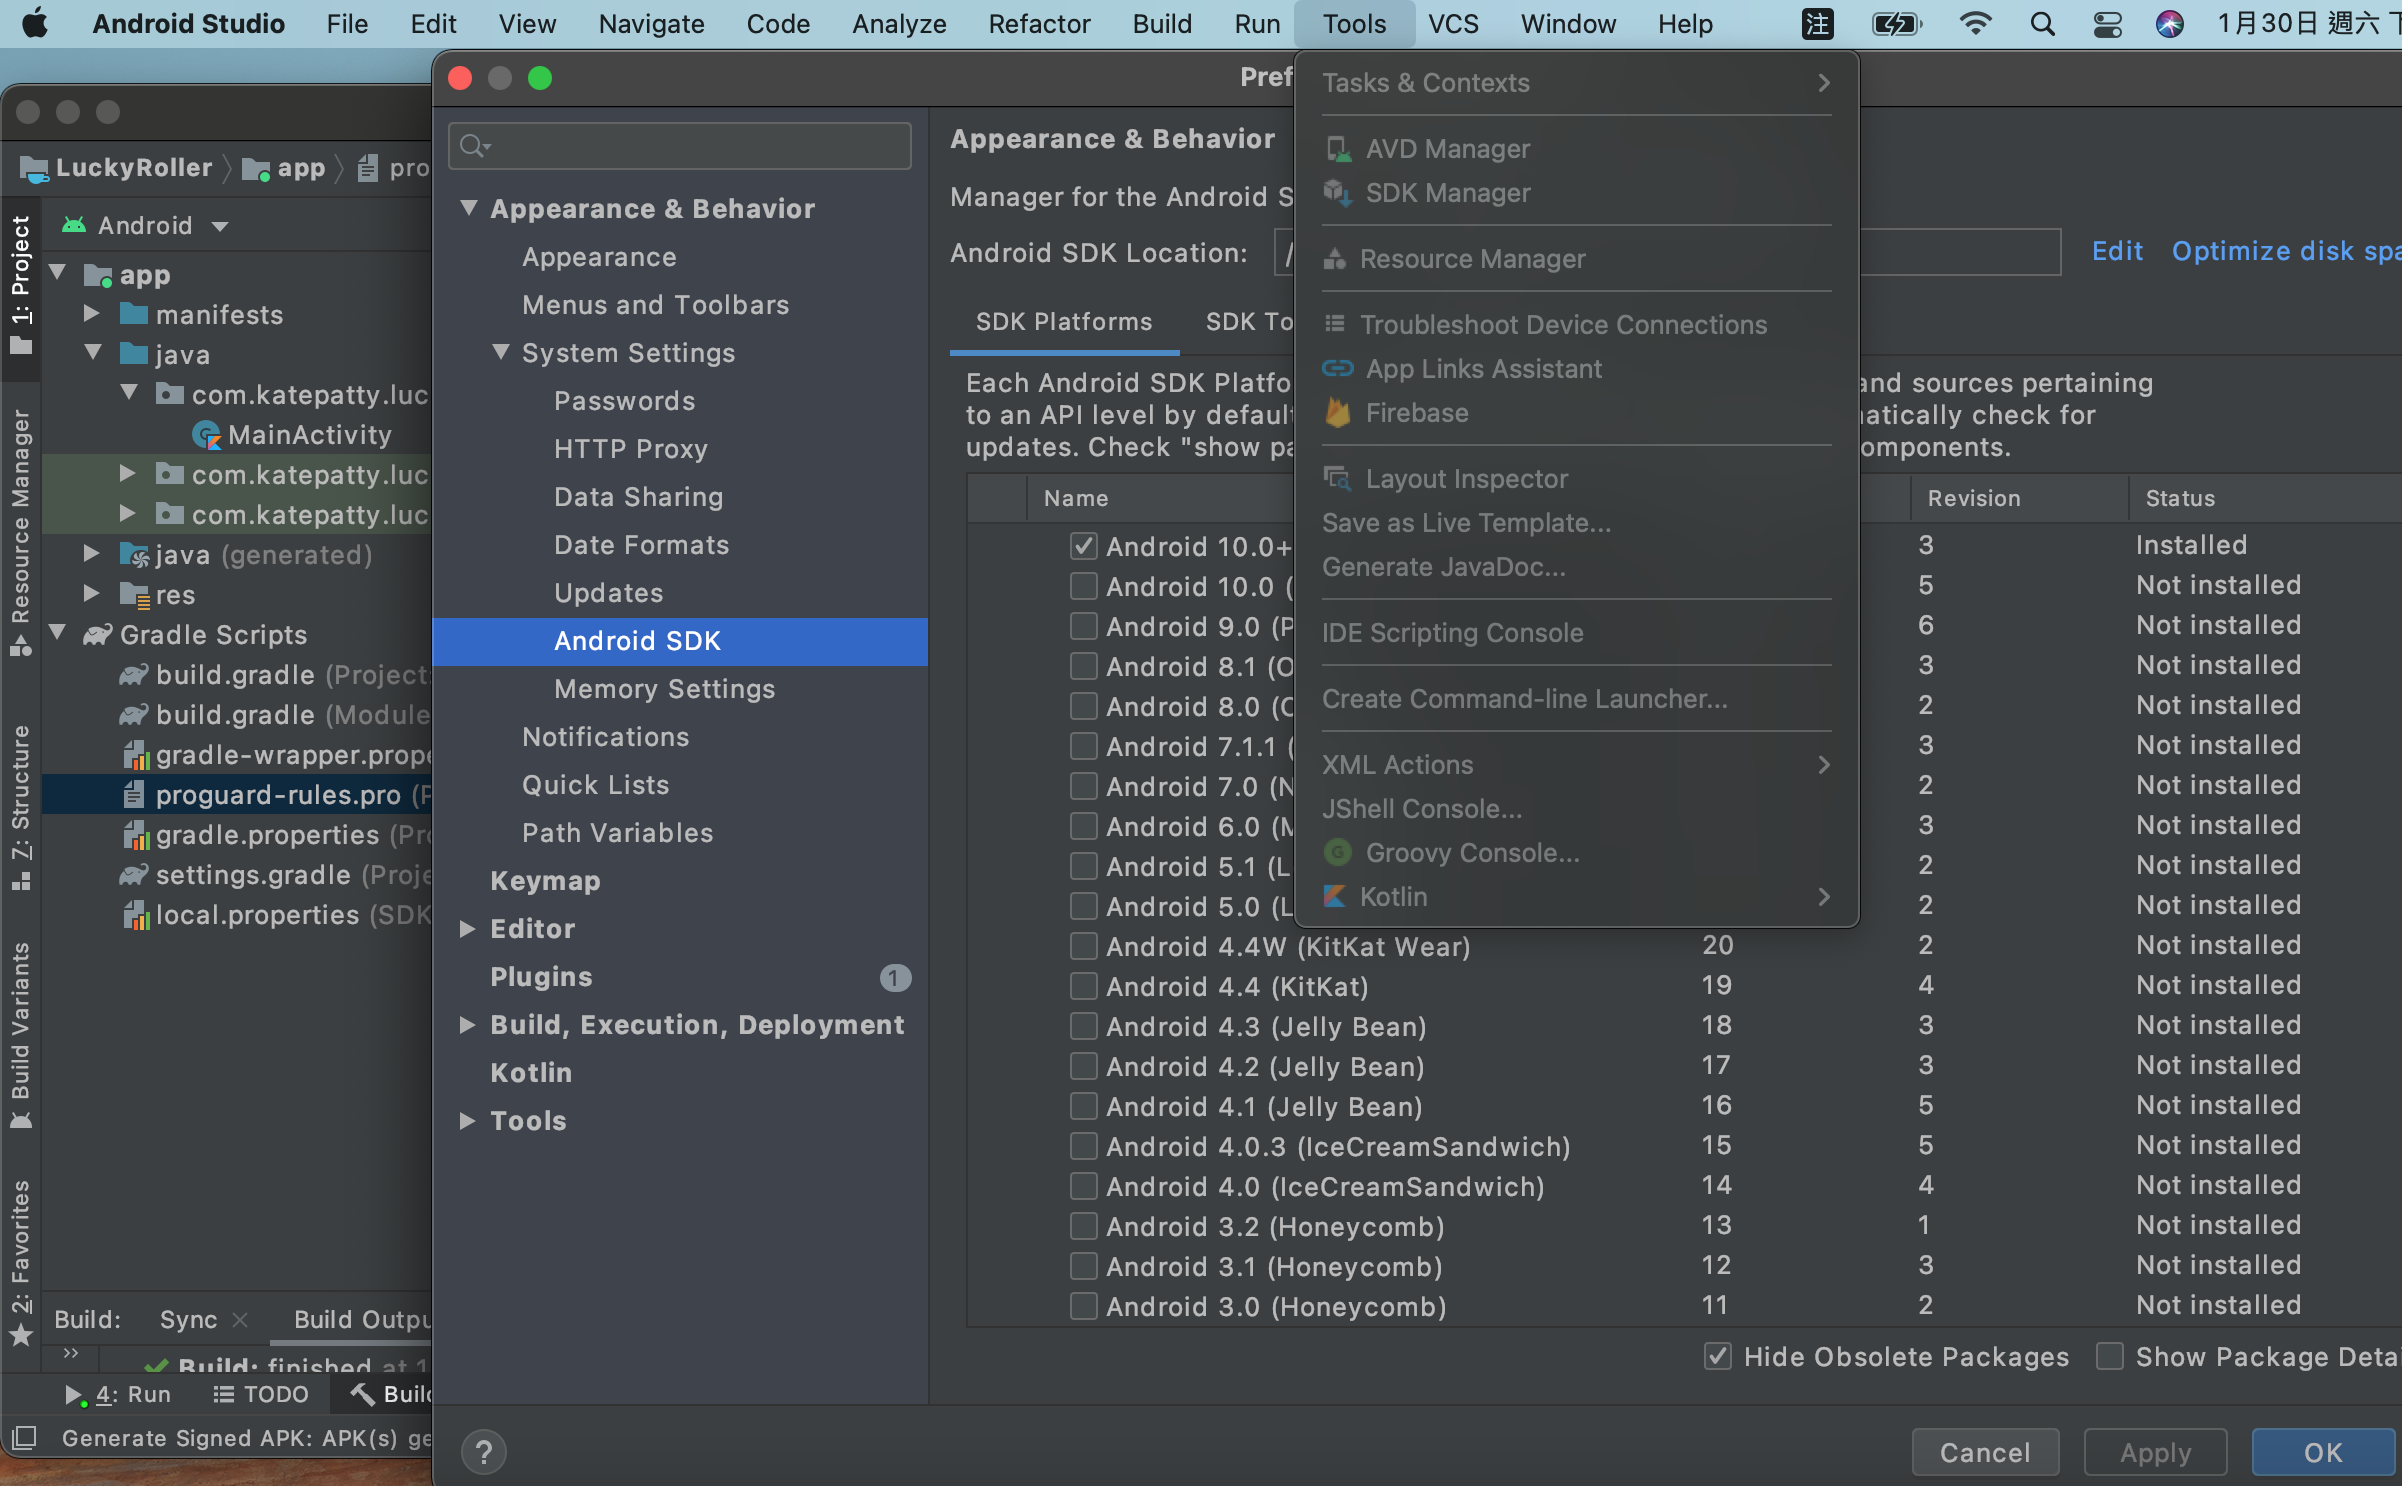 Android Studio File Edit View Navigate Code Analyze Refactor Build Run Tools VCS Window Help 注 1月30日 週六
LuckyRoller app
Android
1: Project
Resource Manager
7: Structure
Build Variants
2: Favorites
app
manifests
java
com.katepatty.luc
MainActivity
com.katepatty.luc
com.katepatty.luc
java (generated)
res
Gradle Scripts
build.gradle (Project:
build.gradle (Module
gradle-wrapper.prope
proguard-rules.pro
gradle.properties
settings.gradle
local.properties (SDK
Build: Sync Build Outpu
Build: finished at 1
4: Run TODO Build
Generate Signed APK: APK(s)
Appearance & Behavior
Appearance
Menus and Toolbars
System Settings
Passwords
HTTP Proxy
Data Sharing
Date Formats
Updates
Android SDK
Memory Settings
Notifications
Quick Lists
Path Variables
Keymap
Editor
Plugins 1
Build, Execution, Deployment
Kotlin
Tools
?
Pref
Appearance & Behavior
Manager for the Android S
Android SDK Location: / Edit Optimize disk spa
SDK Platforms SDK To
Each Android SDK Platfo and sources pertaining
to an API level by default atically check for
updates. Check "show pa omponents.
Name Revision Status
Android 10.0+ 3 Installed
Android 10.0 ( 5 Not installed
Android 9.0 (P 6 Not installed
Android 8.1 (O 3 Not installed
Android 8.0 (O 2 Not installed
Android 7.1.1 ( 3 Not installed
Android 7.0 (N 2 Not installed
Android 6.0 (M 3 Not installed
Android 5.1 (L 2 Not installed
Android 5.0 (L 2 Not installed
Android 4.4W (KitKat Wear) 20 2 Not installed
Android 4.4 (KitKat) 19 4 Not installed
Android 4.3 (Jelly Bean) 18 3 Not installed
Android 4.2 (Jelly Bean) 17 3 Not installed
Android 4.1 (Jelly Bean) 16 5 Not installed
Android 4.0.3 (IceCreamSandwich) 15 5 Not installed
Android 4.0 (IceCreamSandwich) 14 4 Not installed
Android 3.2 (Honeycomb) 13 1 Not installed
Android 3.1 (Honeycomb) 12 3 Not installed
Android 3.0 (Honeycomb) 11 2 Not installed
Hide Obsolete Packages Show Package Detai
Cancel Apply OK
Tasks & Contexts
AVD Manager
SDK Manager
Resource Manager
Troubleshoot Device Connections
App Links Assistant
Firebase
Layout Inspector
Save as Live Template...
Generate JavaDoc...
IDE Scripting Console
Create Command-line Launcher...
XML Actions
JShell Console...
Groovy Console...
Kotlin